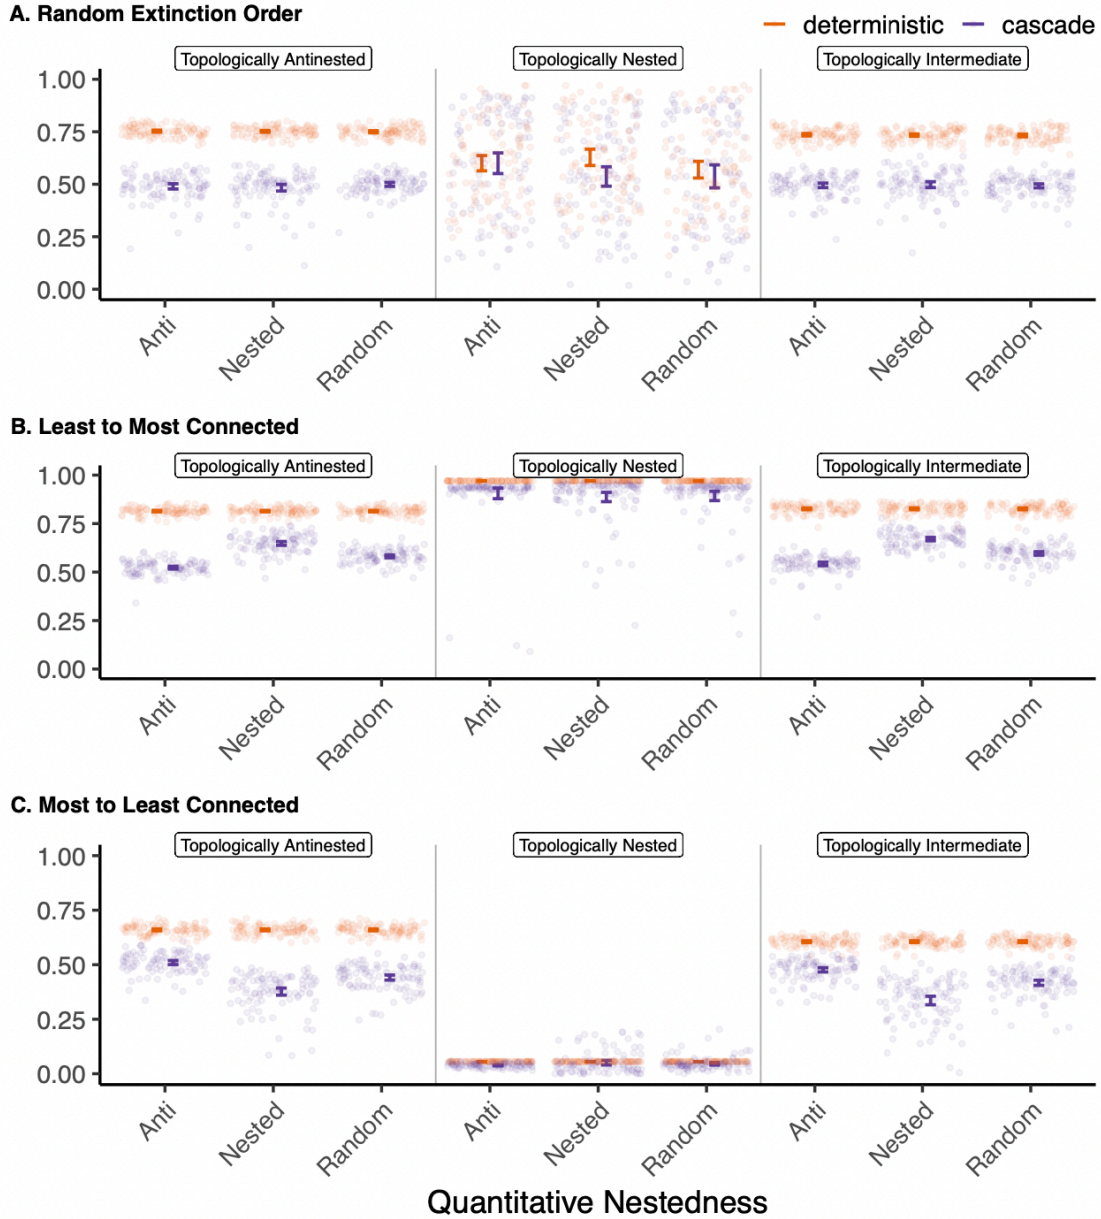 A. Random Extinction Order
deterministic cascade
Topologically Antinested Topologically Nested Topologically Intermediate
1.00
0.75
0.50
0.25
0.00
Anti Nested Random Anti Nested Random Anti Nested Random
B. Least to Most Connected
Topologically Antinested Topologically Nested Topologically Intermediate
1.00
0.75
0.50
0.25
0.00
Anti Nested Random Anti Nested Random Anti Nested Random
C. Most to Least Connected
Topologically Antinested Topologically Nested Topologically Intermediate
1.00
0.75
0.50
0.25
0.00
Anti Nested Random Anti Nested Random Anti Nested Random
Quantitative Nestedness